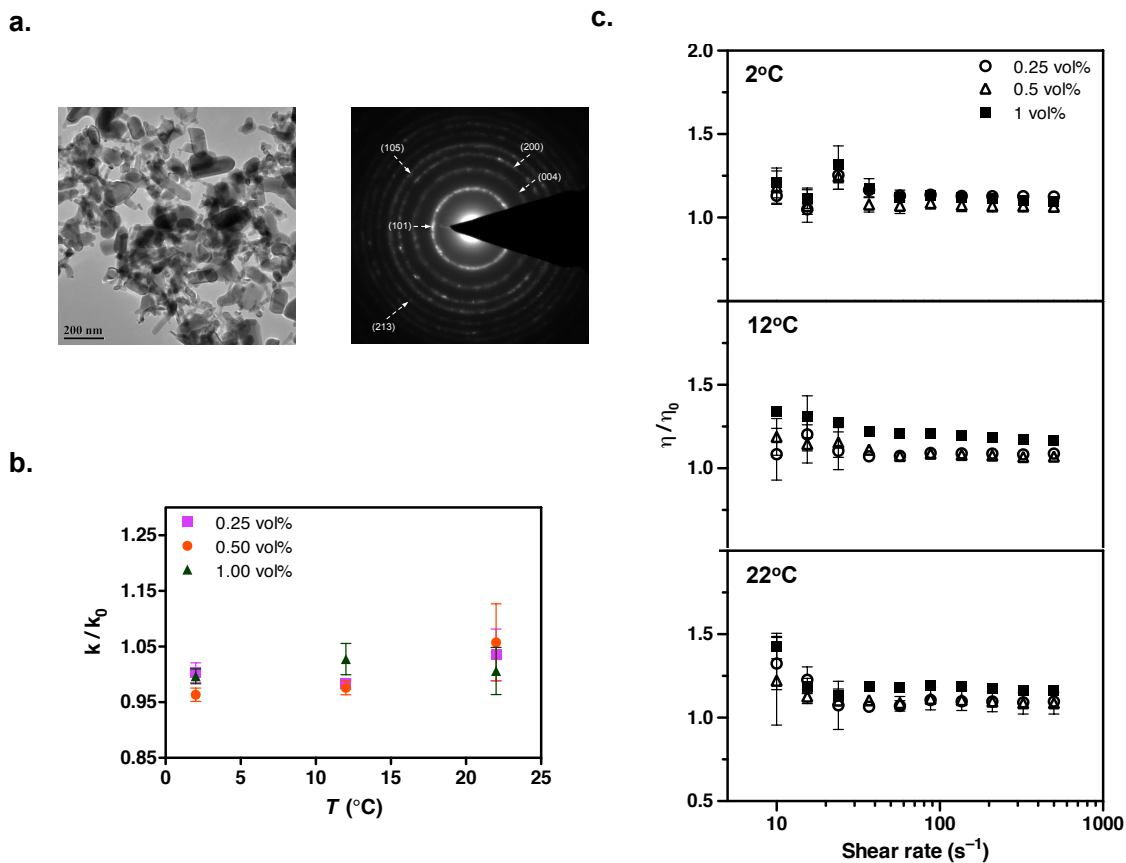 a.
200 nm
(105)
(200)
(004)
(101)
(213)
b.
0.25 vol%
0.50 vol%
1.00 vol%
1.25
1.15
1.05
0.95
0.85
k / k0
0 5 10 15 20 25
T (°C)
c.
2°C
0.25 vol%
0.5 vol%
1 vol%
2.0
1.5
1.0
12°C
1.5
1.0
η / η0
22°C
1.5
1.0
0.5
10 100 1000
Shear rate (s⁻¹)